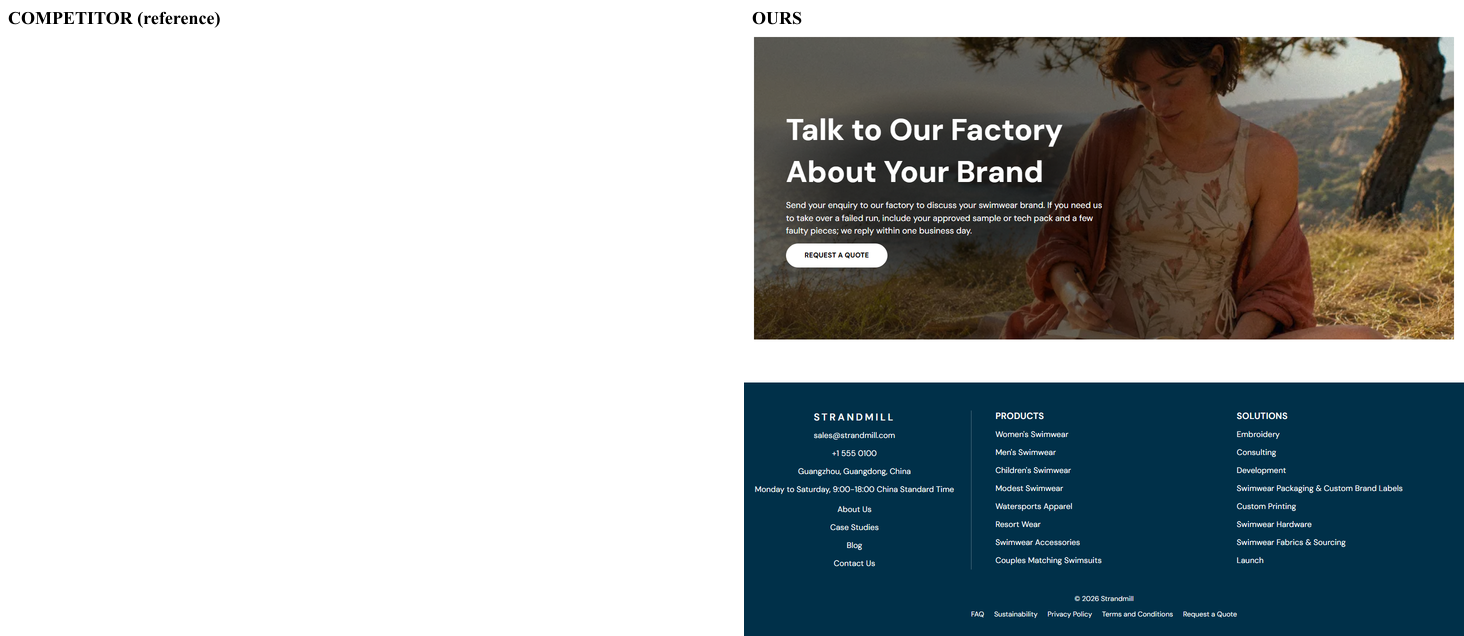 COMPETITOR (reference)
OURS
Talk to Our Factory
About Your Brand
Send your enquiry to our factory to discuss your swimwear brand. If you need us
to take over a failed run, include your approved sample or tech pack and a few
faulty pieces; we reply within one business day.
REQUEST A QUOTE
STRANDMILL
sales@strandmill.com
+1 555 0100
Guangzhou, Guangdong, China
Monday to Saturday, 9:00-18:00 China Standard Time
About Us
Case Studies
Blog
Contact Us
PRODUCTS
Women's Swimwear
Men's Swimwear
Children's Swimwear
Modest Swimwear
Watersports Apparel
Resort Wear
Swimwear Accessories
Couples Matching Swimsuits
SOLUTIONS
Embroidery
Consulting
Development
Swimwear Packaging & Custom Brand Labels
Custom Printing
Swimwear Hardware
Swimwear Fabrics & Sourcing
Launch
© 2026 Strandmill
FAQ Sustainability Privacy Policy Terms and Conditions Request a Quote